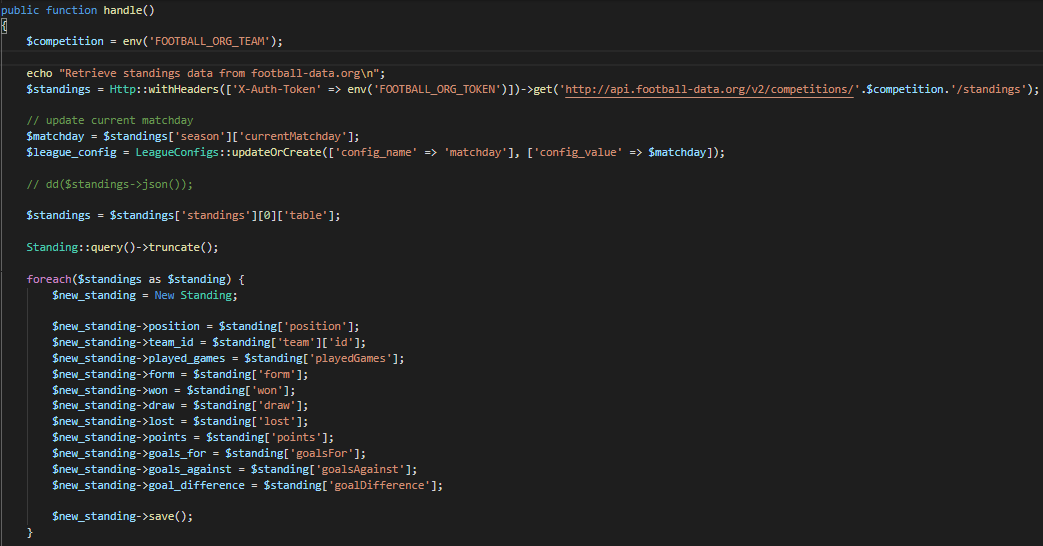 public function handle()
{
    $competition = env('FOOTBALL_ORG_TEAM');
    echo "Retrieve standings data from football-data.org\n";
    $standings = Http::withHeaders(['X-Auth-Token' => env('FOOTBALL_ORG_TOKEN')])->get('http://api.football-data.org/v2/competitions/'.$competition.'/standings');
    // update current matchday
    $matchday = $standings['season']['currentMatchday'];
    $league_config = LeagueConfigs::updateOrCreate(['config_name' => 'matchday'], ['config_value' => $matchday]);
    // dd($standings->json());
    $standings = $standings['standings'][0]['table'];
    Standing::query()->truncate();
    foreach($standings as $standing) {
        $new_standing = New Standing;
        $new_standing->position = $standing['position'];
        $new_standing->team_id = $standing['team']['id'];
        $new_standing->played_games = $standing['playedGames'];
        $new_standing->form = $standing['form'];
        $new_standing->won = $standing['won'];
        $new_standing->draw = $standing['draw'];
        $new_standing->lost = $standing['lost'];
        $new_standing->points = $standing['points'];
        $new_standing->goals_for = $standing['goalsFor'];
        $new_standing->goals_against = $standing['goalsAgainst'];
        $new_standing->goal_difference = $standing['goalDifference'];
        $new_standing->save();
    }